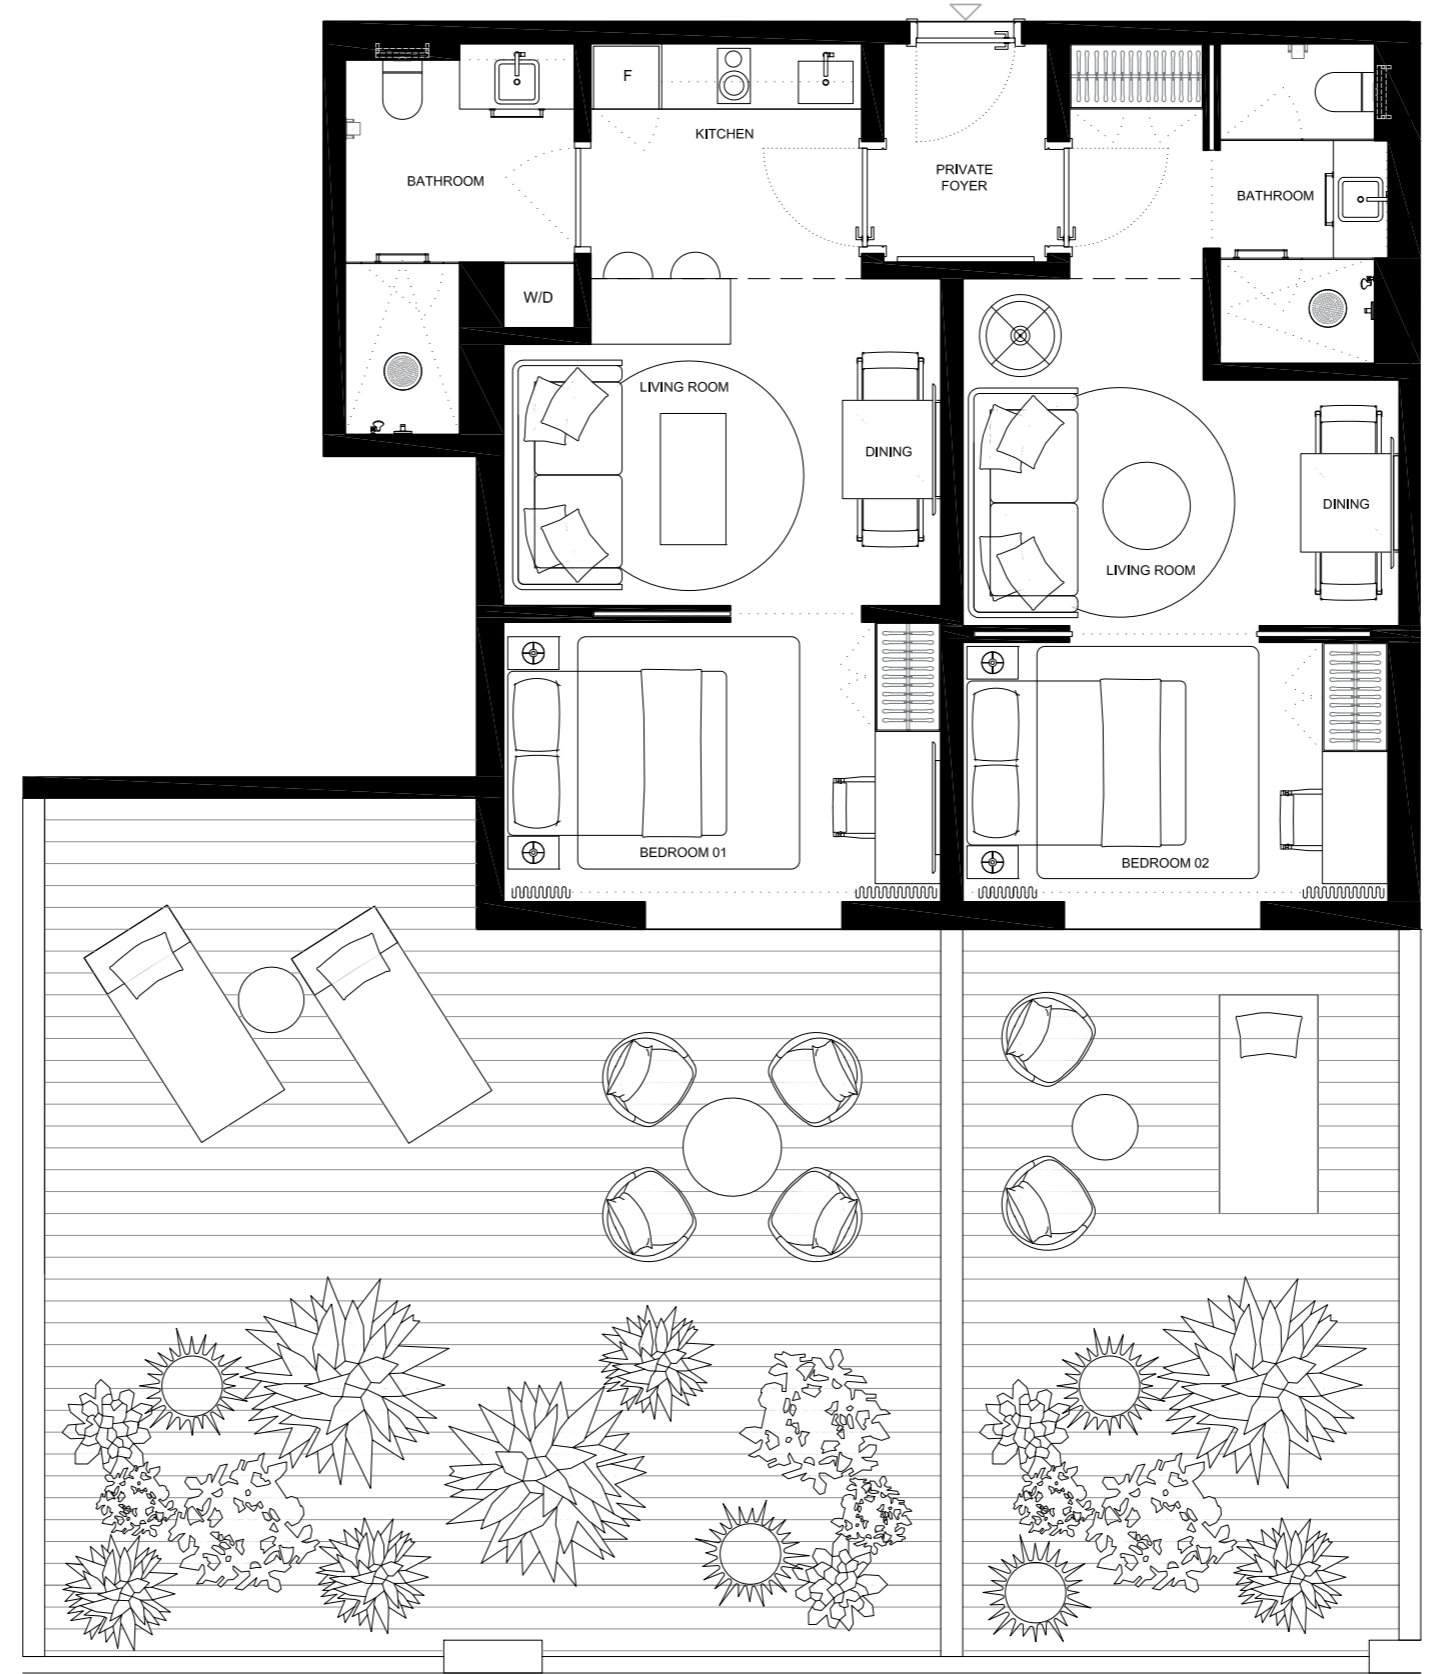 F
KITCHEN
PRIVATE
FOYER
BATHROOM
BATHROOM
W/D
LIVING ROOM
DINING
DINING
LIVING ROOM
BEDROOM 01
BEDROOM 02